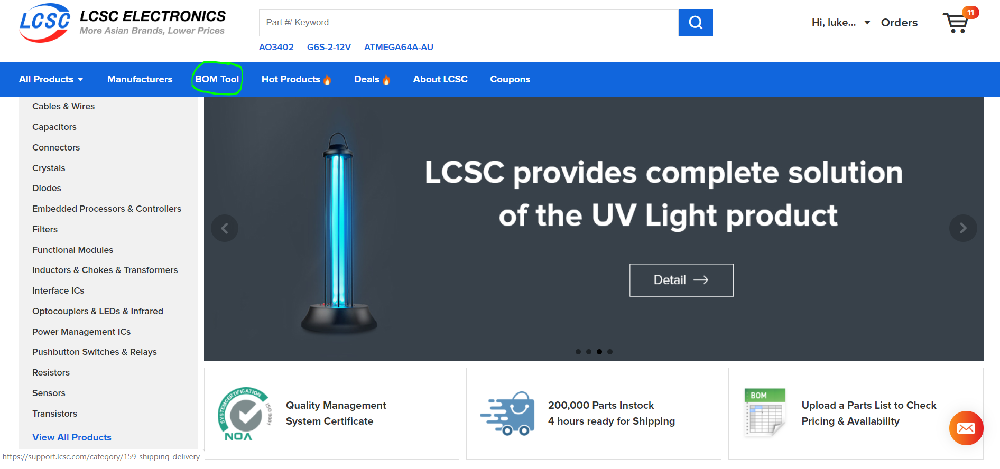 LCSC
LCSC ELECTRONICS
More Asian Brands, Lower Prices
Part #/ Keyword
Hi, luke...
Orders
11
AO3402
G6S-2-12V
ATMEGA64A-AU
All Products
Manufacturers
BOM Tool
Hot Products
Deals
About LCSC
Coupons
Cables & Wires
Capacitors
Connectors
Crystals
Diodes
Embedded Processors & Controllers
Filters
Functional Modules
Inductors & Chokes & Transformers
Interface ICs
Optocouplers & LEDs & Infrared
Power Management ICs
Pushbutton Switches & Relays
Resistors
Sensors
Transistors
View All Products
LCSC provides complete solution
of the UV Light product
Detail
SYSTEMCERTIFICATION
ISO 9001
NQA
Quality Management
System Certificate
200,000 Parts Instock
4 hours ready for Shipping
BOM
Upload a Parts List to Check
Pricing & Availability
https://support.lcsc.com/category/159-shipping-delivery